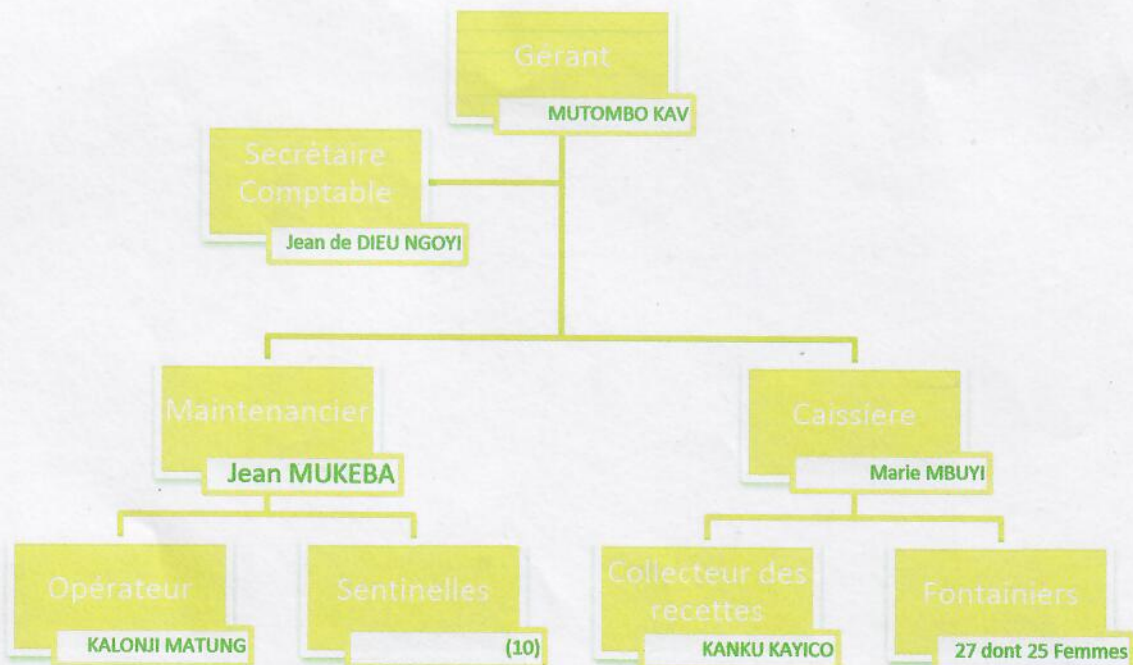 Gérant
MUTOMBO KAV
Secrétaire
Comptable
Jean de DIEU NGOYI
Maintenancier
Jean MUKEBA
Caissiere
Marie MBUYI
Opérateur
KALONJI MATUNG
Sentinelles
(10)
Collecteur des
recettes
KANKU KAYICO
Fontainiers
27 dont 25 Femmes